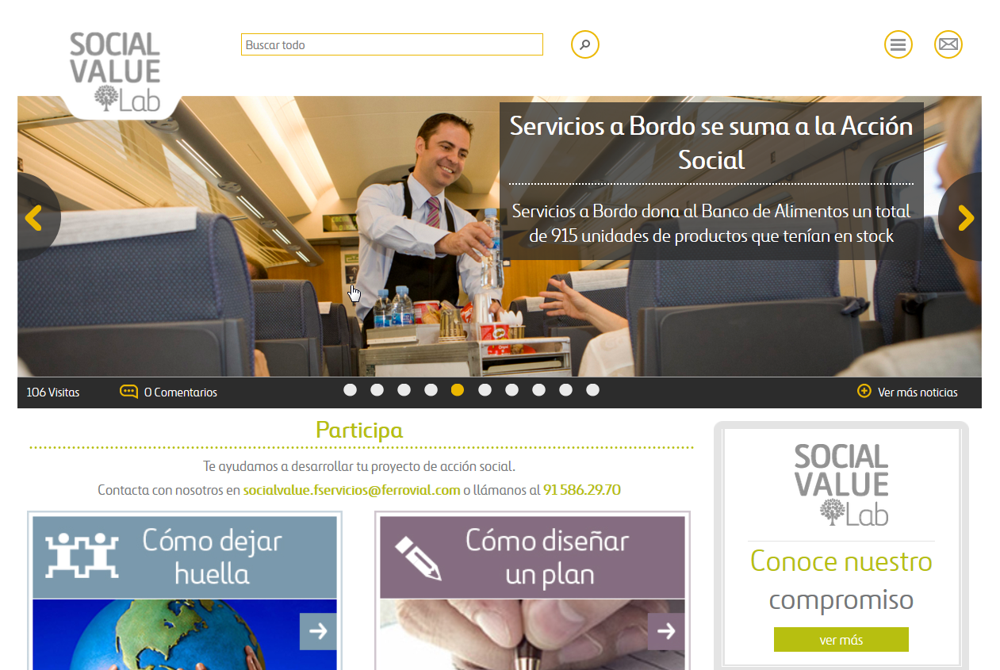 SOCIAL
VALUE
Lab
Buscar todo
Servicios a Bordo se suma a la Acción
Social
Servicios a Bordo dona al Banco de Alimentos un total
de 915 unidades de productos que tenían en stock
106 Visitas
0 Comentarios
Ver más noticias
Participa
Te ayudamos a desarrollar tu proyecto de acción social.
Contacta con nosotros en socialvalue.fservicios@ferrovial.com o llámanos al 91 586.29.70
Cómo dejar
huella
Cómo diseñar
un plan
SOCIAL
VALUE
Lab
Conoce nuestro
compromiso
ver más